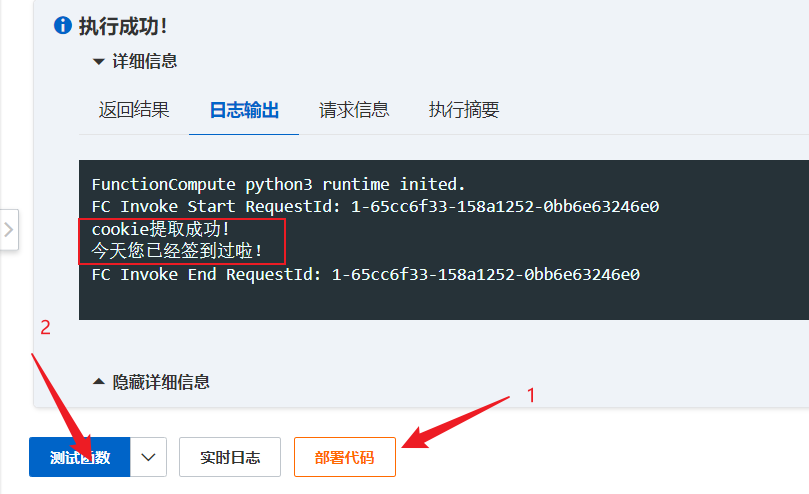 执行成功!
详细信息
返回结果 日志输出 请求信息 执行摘要
FunctionCompute python3 runtime inited.
FC Invoke Start RequestId: 1-65cc6f33-158a1252-0bb6e63246e0
cookie提取成功!
今天您已经签到过啦!
FC Invoke End RequestId: 1-65cc6f33-158a1252-0bb6e63246e0
2
隐藏详细信息
1
测试函数 实时日志 部署代码